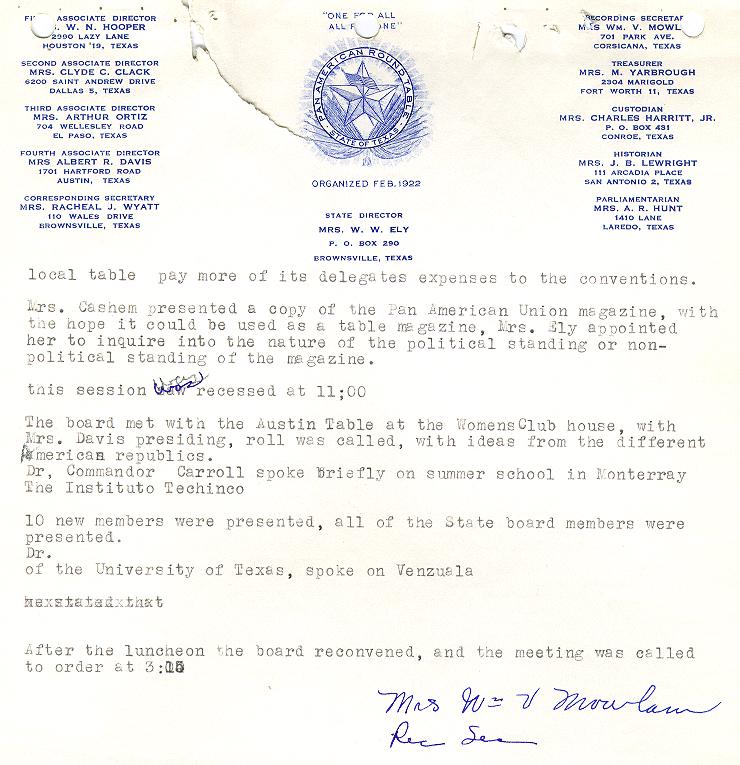 ASSOCIATE DIRECTOR
W. N. HOOPER
2990 LAZY LANE
HOUSTON '19, TEXAS
SECOND ASSOCIATE DIRECTOR
MRS. CLYDE C. CLACK
6200 SAINT ANDREW DRIVE
DALLAS 5, TEXAS
THIRD ASSOCIATE DIRECTOR
MRS. ARTHUR ORTIZ
704 WELLESLEY ROAD
EL PASO, TEXAS
FOURTH ASSOCIATE DIRECTOR
MRS ALBERT R. DAVIS
1701 HARTFORD ROAD
AUSTIN, TEXAS
CORRESPONDING SECRETARY
MRS. RACHEAL J. WYATT
110 WALES DRIVE
BROWNSVILLE, TEXAS
"ONE FOR ALL
ALL FOR ONE"
PAN AMERICAN ROUND TABLE
STATE OF TEXAS
ORGANIZED FEB. 1922
STATE DIRECTOR
MRS. W. W. ELY
P. O. BOX 290
BROWNSVILLE, TEXAS
RECORDING SECRETAR
MRS WM. V. MOWL
701 PARK AVE.
CORSICANA, TEXAS
TREASURER
MRS. M. YARBROUGH
2304 MARIGOLD
FORT WORTH 11, TEXAS
CUSTODIAN
MRS. CHARLES HARRITT, JR.
P. O. BOX 431
CONROE, TEXAS
HISTORIAN
MRS. J. B. LEWRIGHT
111 ARCADIA PLACE
SAN ANTONIO 2, TEXAS
PARLIAMENTARIAN
MRS. A. R. HUNT
1410 LANE
LAREDO, TEXAS
local table pay more of its delegates expenses to the conventions.
Mrs. Cashem presented a copy of the Pan American Union magazine, with
the hope it could be used as a table magazine, Mrs. Ely appointed
her to inquire into the nature of the political standing or non-
political standing of the magazine.
this session was recessed at 11;00
The board met with the Austin Table at the WomensClub house, with
Mrs. Davis presiding, roll was called, with ideas from the different
American republics.
Dr, Commandor Carroll spoke briefly on summer school in Monterray
The Instituto Techinco
10 new members were presented, all of the State board members were
presented.
Dr.
of the University of Texas, spoke on Venzuala
hexstatedxthat
After the luncheon the board reconvened, and the meeting was called
to order at 3:15
Mrs Wm V Mowlam
Rec Sec